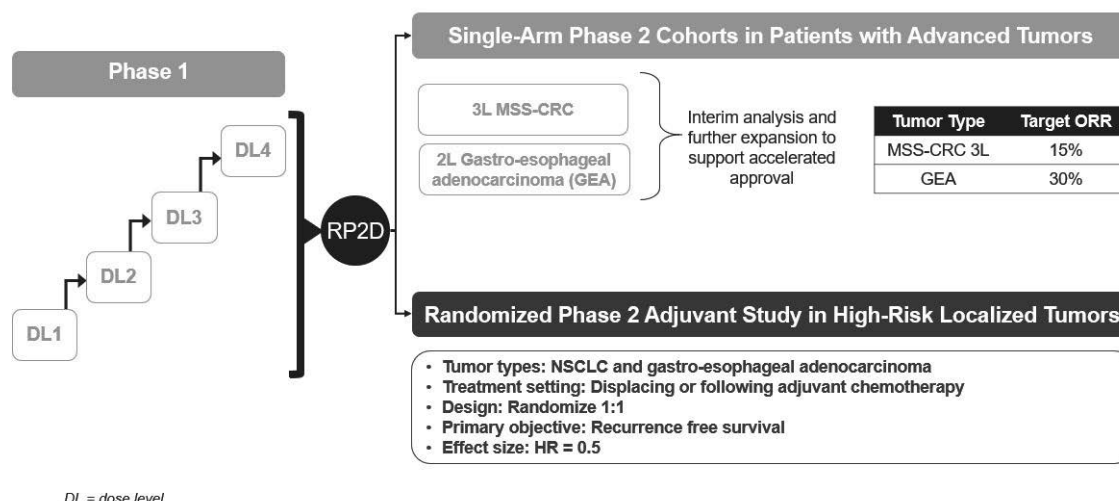 Phase 1
DL4
DL3
DL2
DL1
RP2D
Single-Arm Phase 2 Cohorts in Patients with Advanced Tumors
3L MSS-CRC
2L Gastro-esophageal
adenocarcinoma (GEA)
Interim analysis and
further expansion to
support accelerated
approval
Tumor Type Target ORR
MSS-CRC 3L 15%
GEA 30%
Randomized Phase 2 Adjuvant Study in High-Risk Localized Tumors
• Tumor types: NSCLC and gastro-esophageal adenocarcinoma
• Treatment setting: Displacing or following adjuvant chemotherapy
• Design: Randomize 1:1
• Primary objective: Recurrence free survival
• Effect size: HR = 0.5
DL = dose level